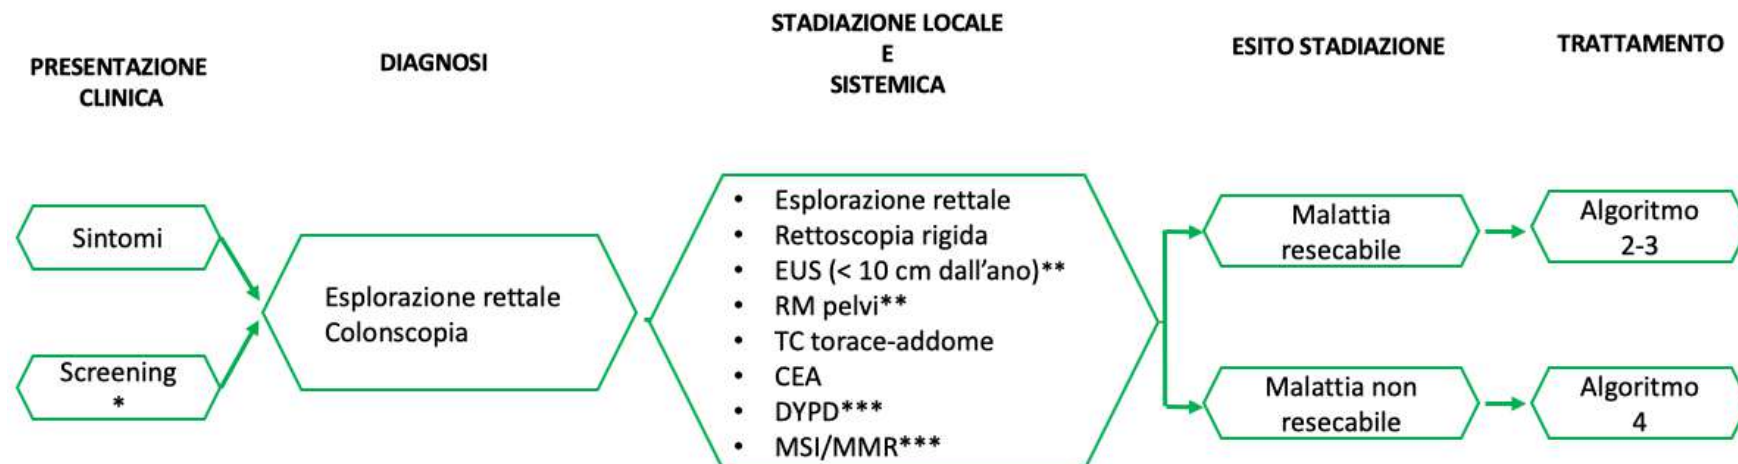 PRESENTAZIONE
CLINICA
DIAGNOSI
STADIAZIONE LOCALE
E
SISTEMICA
ESITO STADIAZIONE
TRATTAMENTO
Sintomi
Screening
*
Esplorazione rettale
Colonscopia
• Esplorazione rettale
• Rettoscopia rigida
• EUS (< 10 cm dall’ano)**
• RM pelvi**
• TC torace-addome
• CEA
• DYPD***
• MSI/MMR***
Malattia
resecabile
Algoritmo
2-3
Malattia non
resecabile
Algoritmo
4